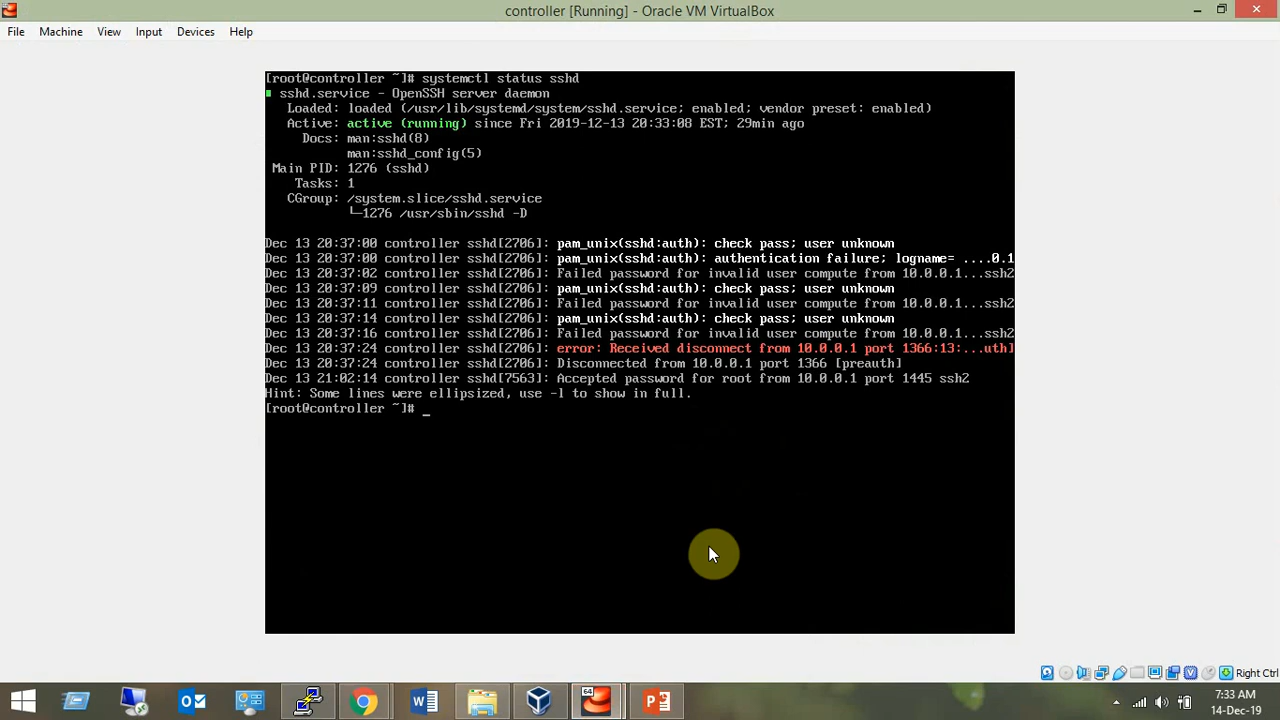 controller [Running] - Oracle VM VirtualBox
File Machine View Input Devices Help
[root@controller ~]# systemctl status sshd
sshd.service - OpenSSH server daemon
Loaded: loaded (/usr/lib/systemd/system/sshd.service; enabled; vendor preset: enabled)
Active: active (running) since Fri 2019-12-13 20:33:08 EST; 29min ago
Docs: man:sshd(8)
man:sshd_config(5)
Main PID: 1276 (sshd)
Tasks: 1
CGroup: /system.slice/sshd.service
└─1276 /usr/sbin/sshd -D
Dec 13 20:37:00 controller sshd[2706]: pam_unix(sshd:auth): check pass; user unknown
Dec 13 20:37:00 controller sshd[2706]: pam_unix(sshd:auth): authentication failure; logname= ....0.1
Dec 13 20:37:02 controller sshd[2706]: Failed password for invalid user compute from 10.0.0.1...ssh2
Dec 13 20:37:09 controller sshd[2706]: pam_unix(sshd:auth): check pass; user unknown
Dec 13 20:37:11 controller sshd[2706]: Failed password for invalid user compute from 10.0.0.1...ssh2
Dec 13 20:37:14 controller sshd[2706]: pam_unix(sshd:auth): check pass; user unknown
Dec 13 20:37:16 controller sshd[2706]: Failed password for invalid user compute from 10.0.0.1...ssh2
Dec 13 20:37:24 controller sshd[2706]: error: Received disconnect from 10.0.0.1 port 1366:13:...uth]
Dec 13 20:37:24 controller sshd[2706]: Disconnected from 10.0.0.1 port 1366 [preauth]
Dec 13 21:02:14 controller sshd[7563]: Accepted password for root from 10.0.0.1 port 1445 ssh2
Hint: Some lines were ellipsized, use -l to show in full.
[root@controller ~]# _
Right Ctrl
64
7:33 AM
14-Dec-19